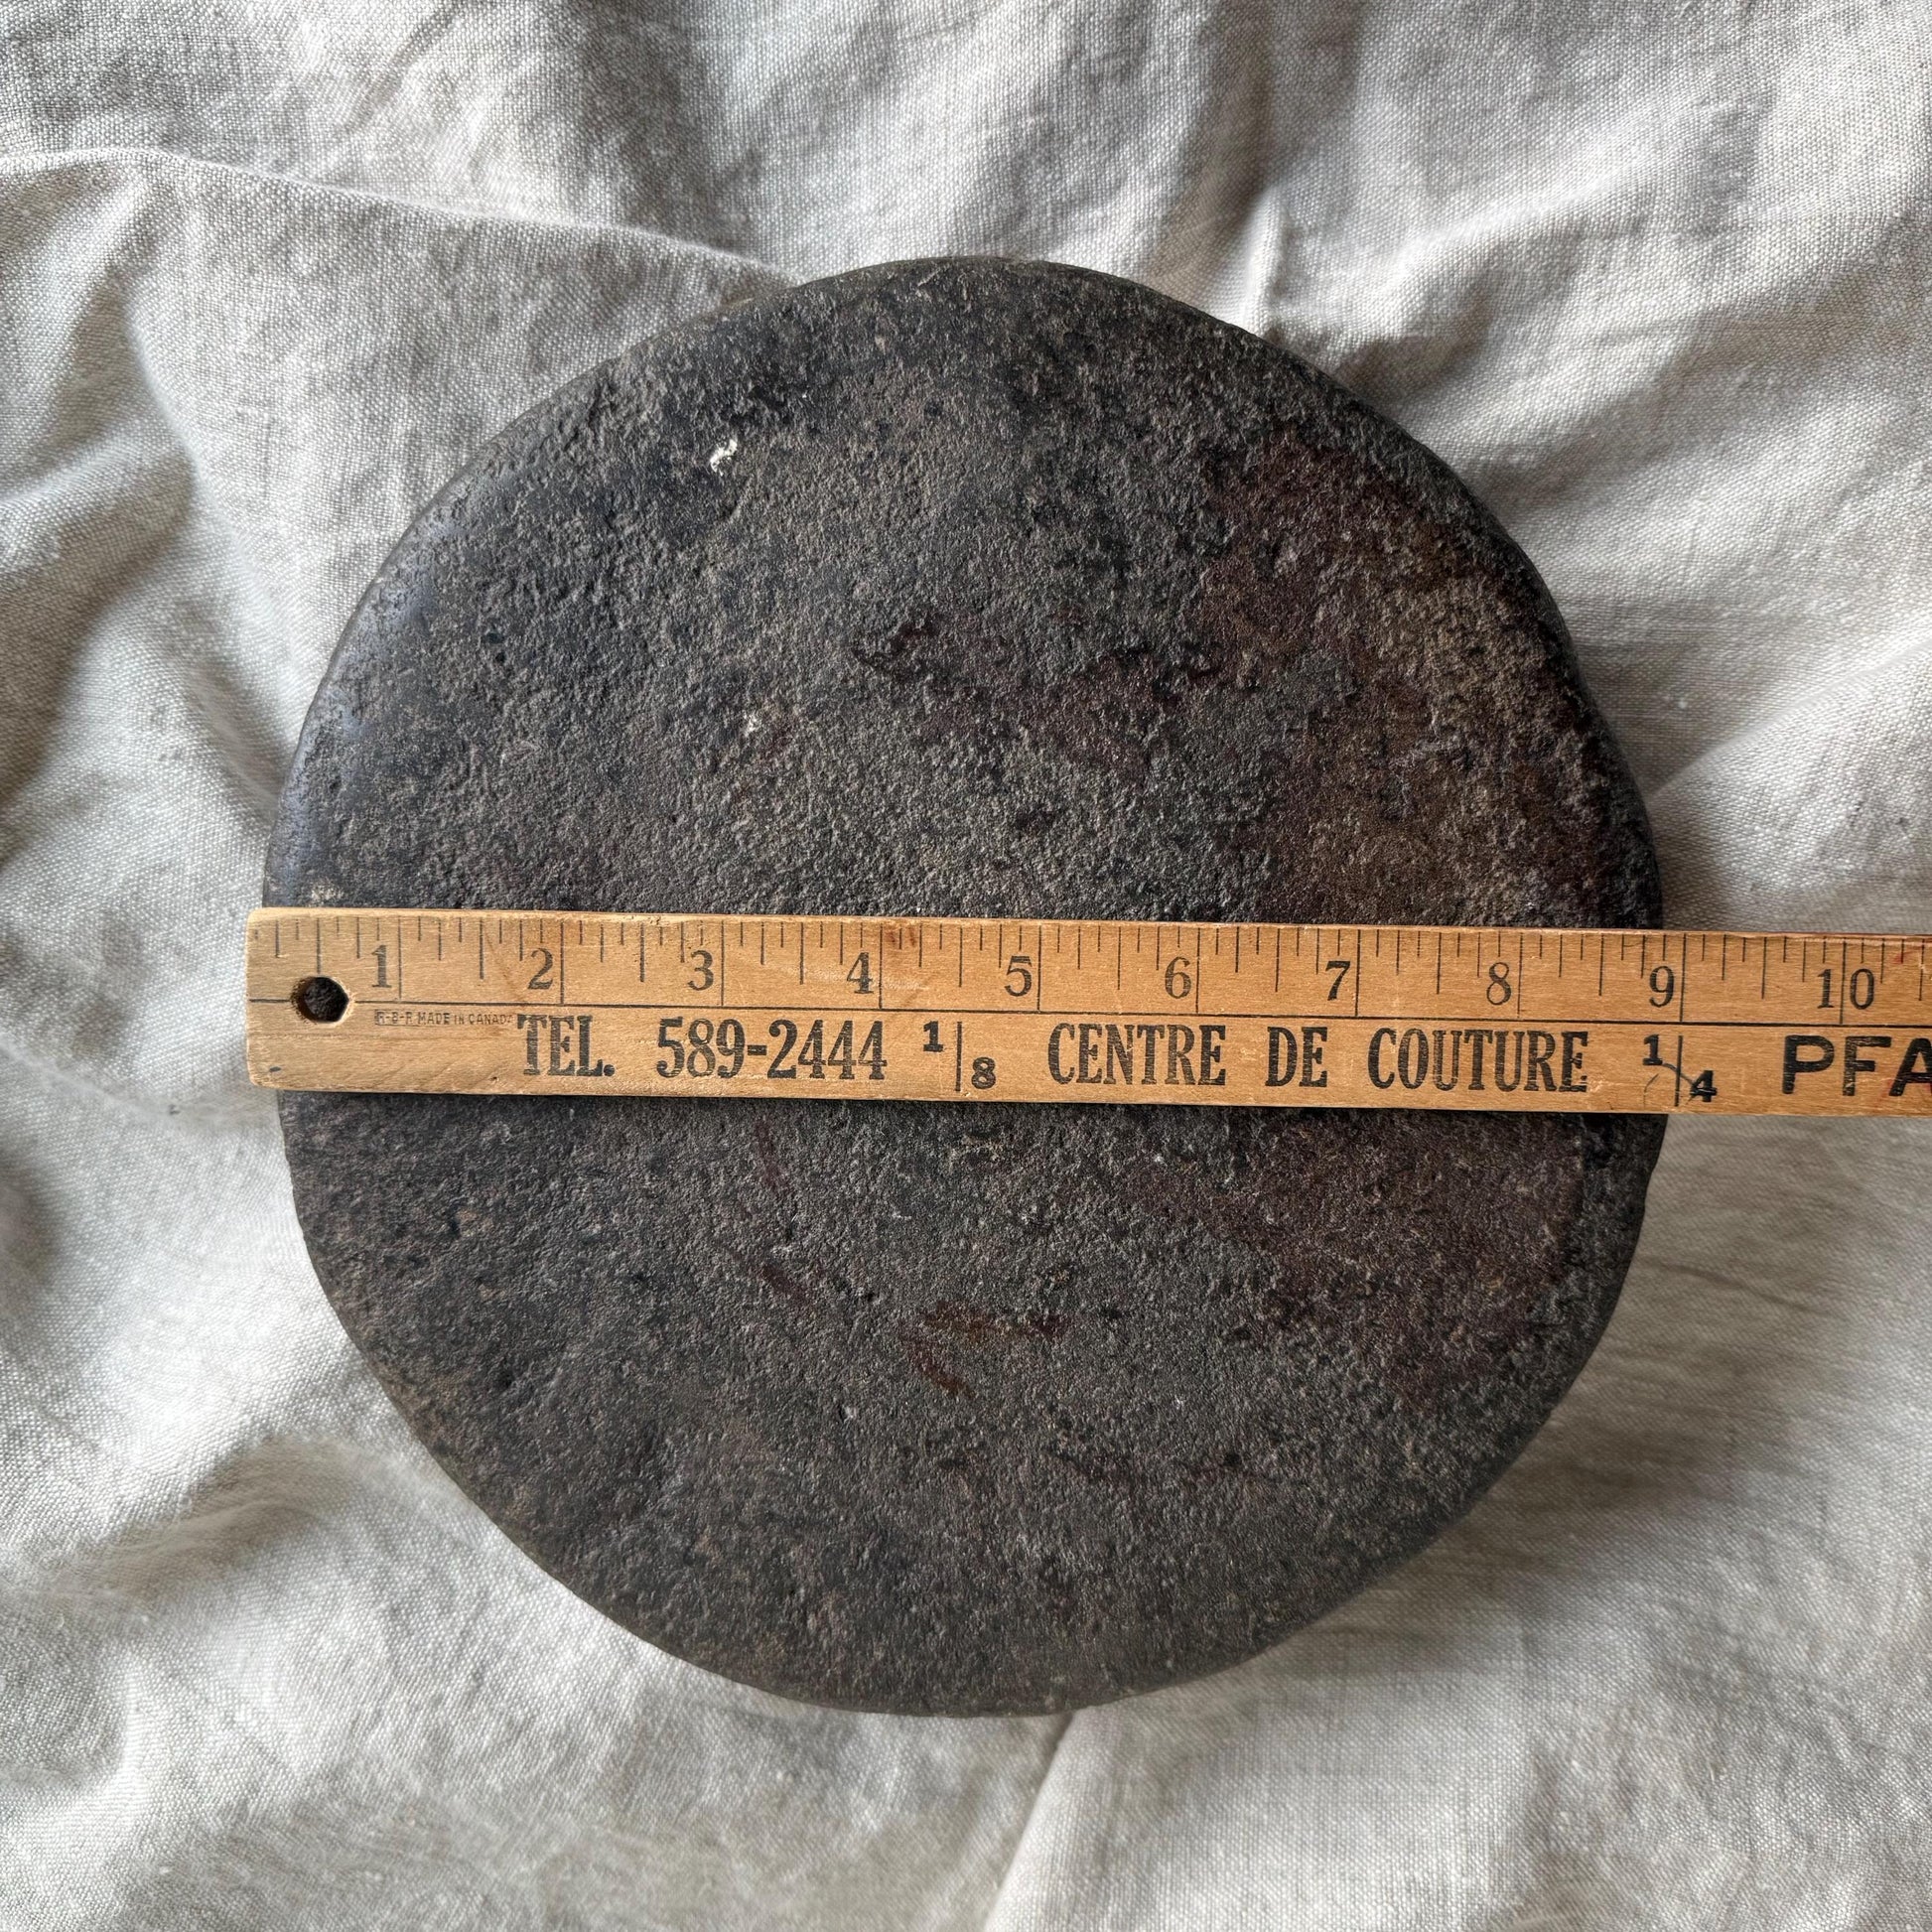 1 2 3 4 5 6 7 8 9 10
R-B-R MADE IN CANADA TEL. 589-2444 1/8 CENTRE DE COUTURE 1/4 PFA